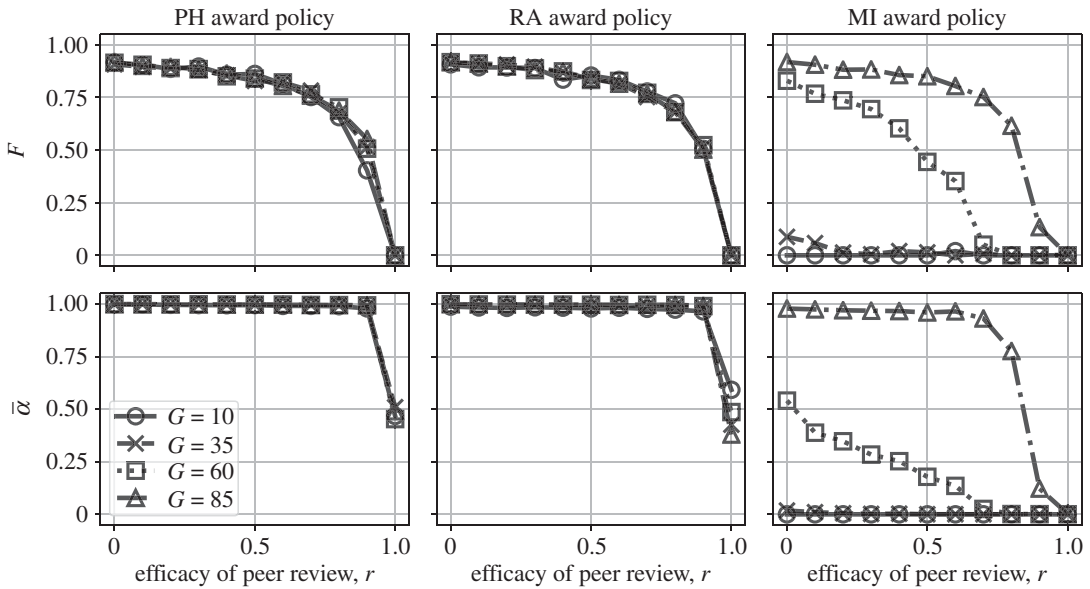 PH award policy
RA award policy
MI award policy
F
1.00
0.75
0.50
0.25
0
ᾱ
1.00
0.75
0.50
0.25
0
G = 10
G = 35
G = 60
G = 85
0 0.5 1.0
0 0.5 1.0
0 0.5 1.0
efficacy of peer review, r
efficacy of peer review, r
efficacy of peer review, r